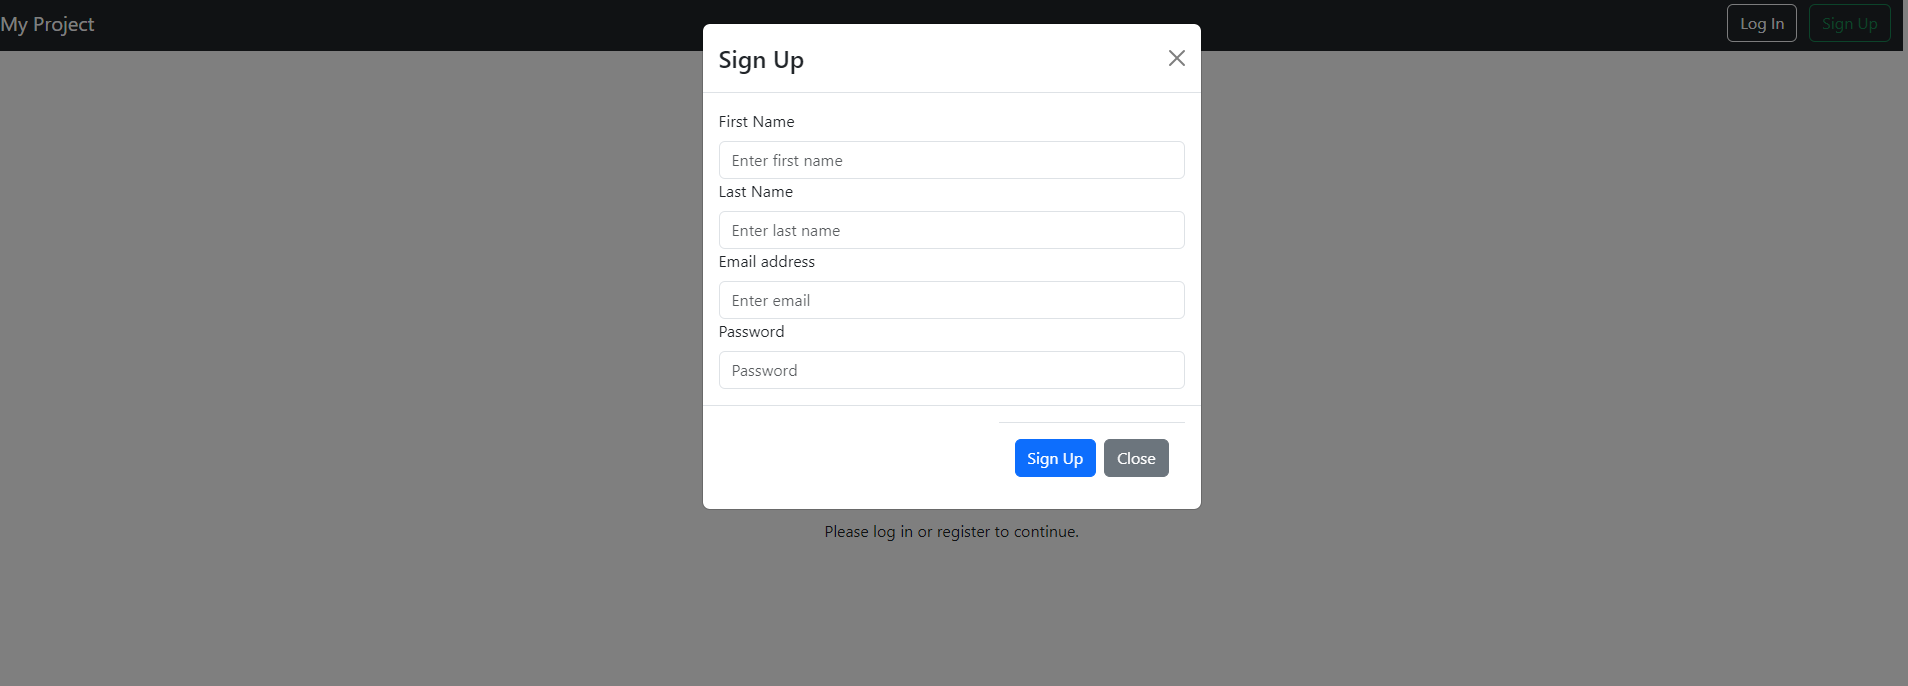 My Project
Log In
Sign Up
Sign Up
First Name
Enter first name
Last Name
Enter last name
Email address
Enter email
Password
Password
Sign Up
Close
Please log in or register to continue.